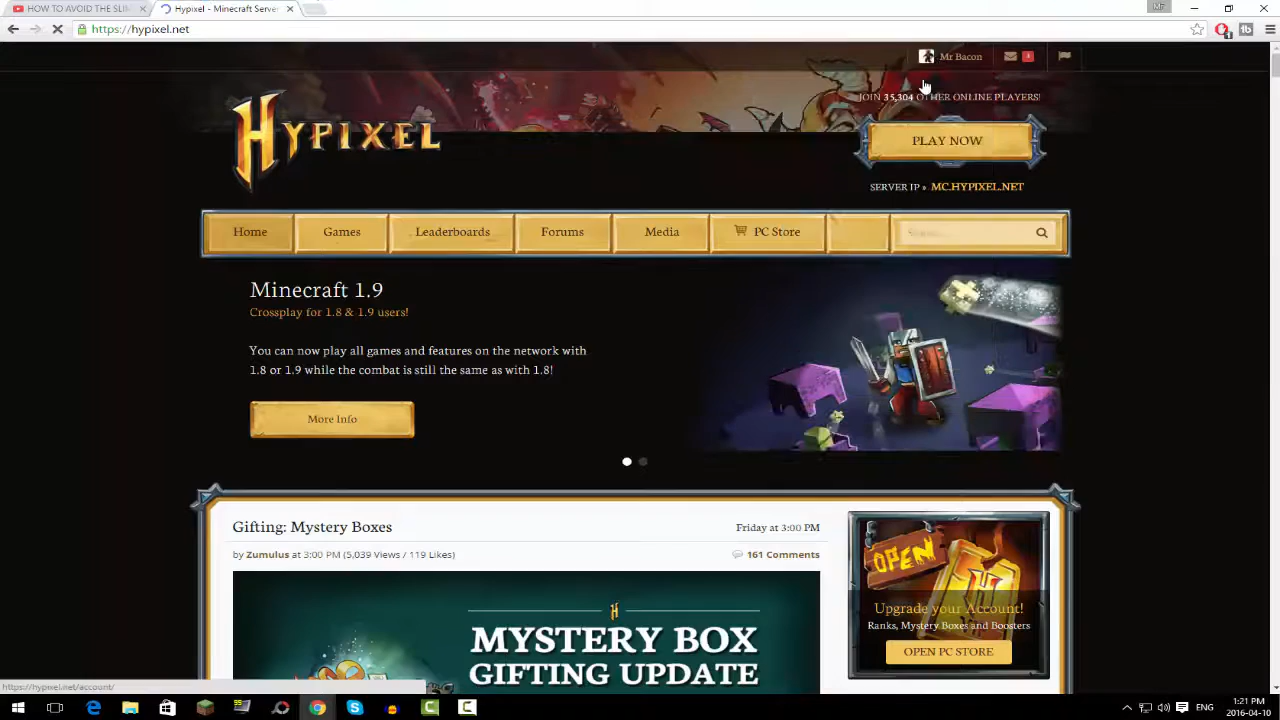 HOW TO AVOID THE SLI
Hypixel - Minecraft Server
MF
https://hypixel.net
Mr Bacon
JOIN 35,304 OTHER ONLINE PLAYERS!
HYPIXEL
PLAY NOW
SERVER IP » MC.HYPIXEL.NET
Home
Games
Leaderboards
Forums
Media
PC Store
Search...
Minecraft 1.9
Crossplay for 1.8 & 1.9 users!
You can now play all games and features on the network with
1.8 or 1.9 while the combat is still the same as with 1.8!
More Info
Gifting: Mystery Boxes
Friday at 3:00 PM
by Zumulus at 3:00 PM (5,039 Views / 119 Likes)
161 Comments
H
MYSTERY BOX
GIFTING UPDATE
OPEN
H
Upgrade your Account!
Ranks, Mystery Boxes and Boosters
OPEN PC STORE
https://hypixel.net/account/
ENG
1:21 PM
2016-04-10